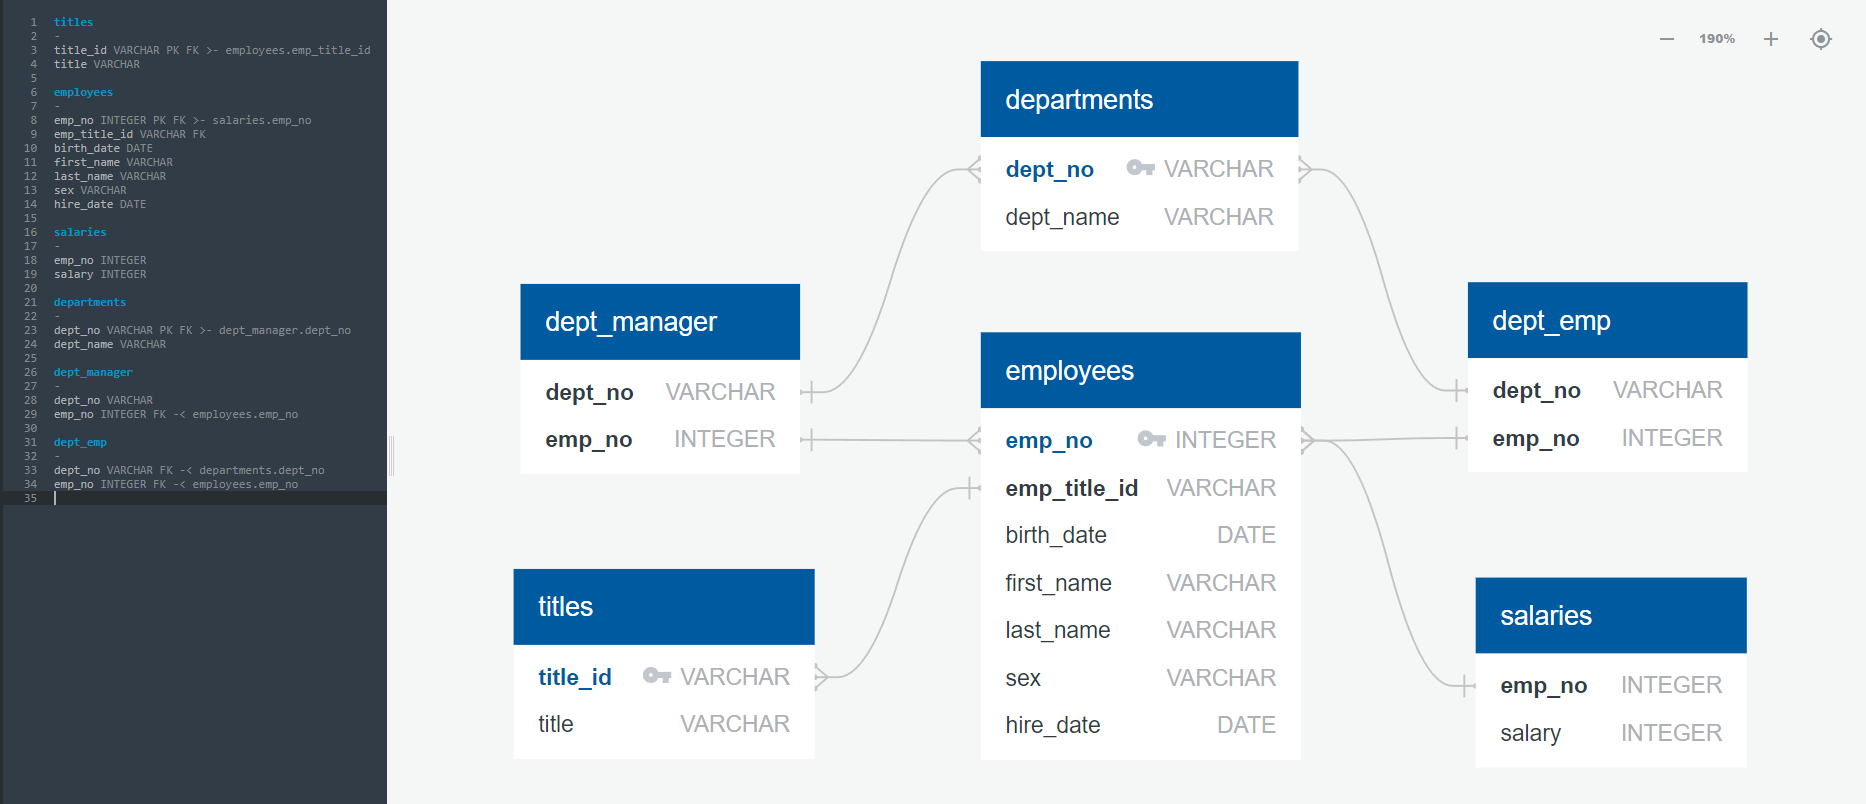 1 titles
2 -
3 title_id VARCHAR PK FK >- employees.emp_title_id
4 title VARCHAR
5
6 employees
7 -
8 emp_no INTEGER PK FK >- salaries.emp_no
9 emp_title_id VARCHAR FK
10 birth_date DATE
11 first_name VARCHAR
12 last_name VARCHAR
13 sex VARCHAR
14 hire_date DATE
15
16 salaries
17 -
18 emp_no INTEGER
19 salary INTEGER
20
21 departments
22 -
23 dept_no VARCHAR PK FK >- dept_manager.dept_no
24 dept_name VARCHAR
25
26 dept_manager
27 -
28 dept_no VARCHAR
29 emp_no INTEGER FK -< employees.emp_no
30
31 dept_emp
32 -
33 dept_no VARCHAR FK -< departments.dept_no
34 emp_no INTEGER FK -< employees.emp_no
35
190%
departments
dept_no VARCHAR
dept_name VARCHAR
dept_manager
dept_no VARCHAR
emp_no INTEGER
employees
emp_no INTEGER
emp_title_id VARCHAR
birth_date DATE
first_name VARCHAR
last_name VARCHAR
sex VARCHAR
hire_date DATE
dept_emp
dept_no VARCHAR
emp_no INTEGER
titles
title_id VARCHAR
title VARCHAR
salaries
emp_no INTEGER
salary INTEGER